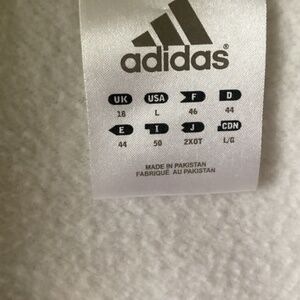 adidas®
UK USA F D
18 L 46 44
E I J CDN
44 50 2XOT L/G
MADE IN PAKISTAN
FABRIQUÉ AU PAKISTAN